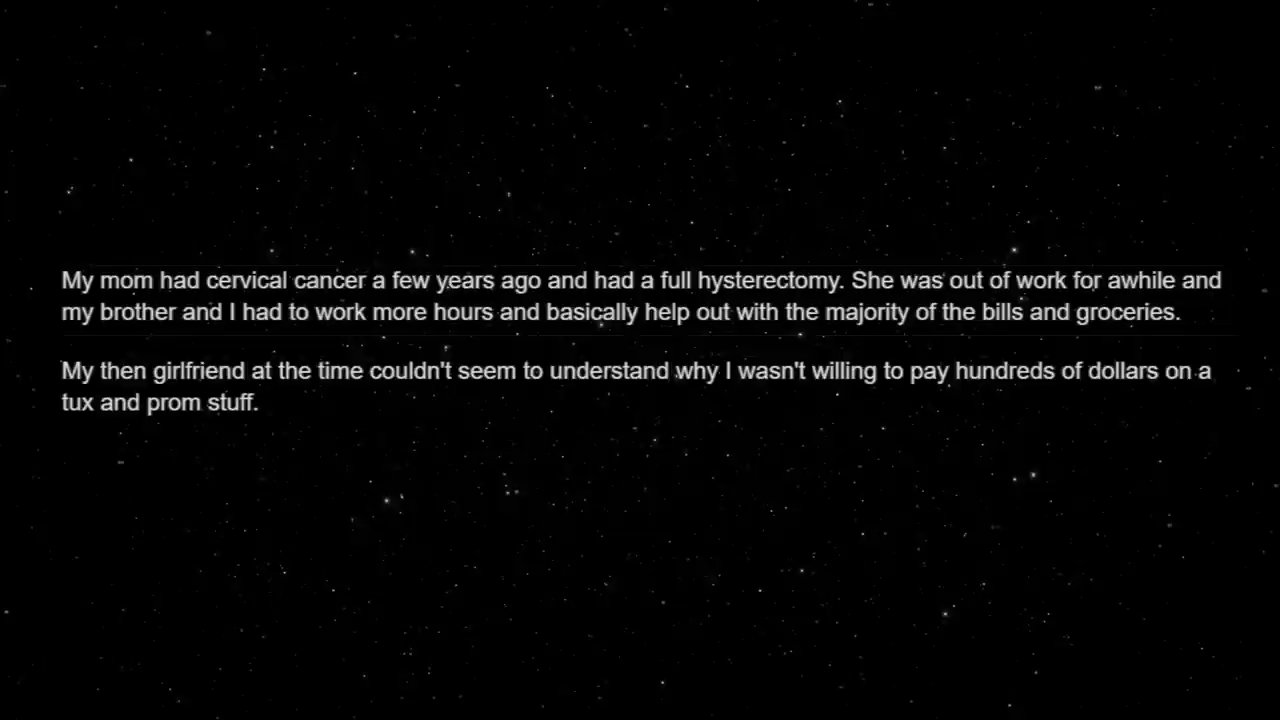 My mom had cervical cancer a few years ago and had a full hysterectomy. She was out of work for awhile and
my brother and I had to work more hours and basically help out with the majority of the bills and groceries.
My then girlfriend at the time couldn't seem to understand why I wasn't willing to pay hundreds of dollars on a
tux and prom stuff.